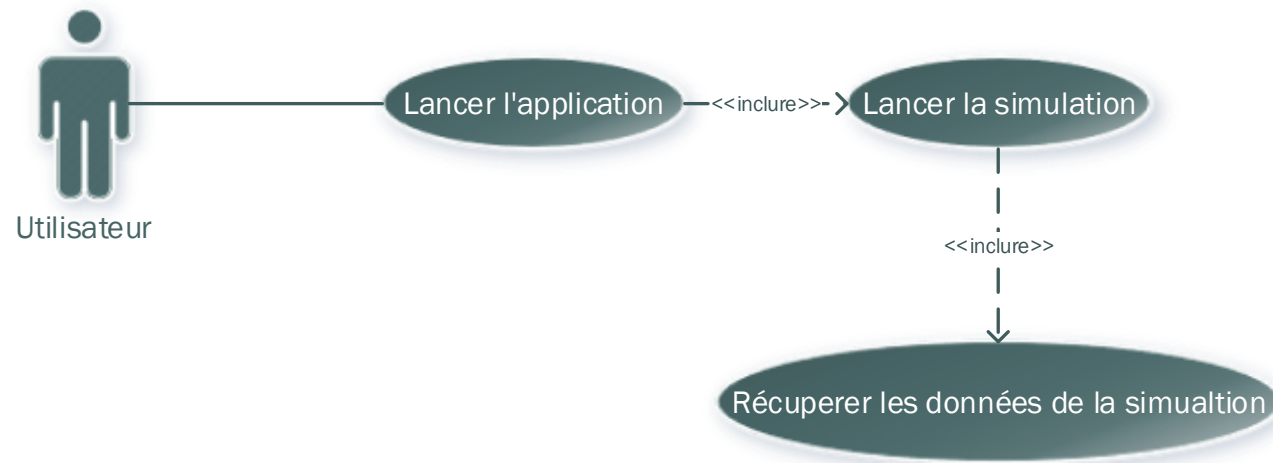 Lancer l'application
<<inclure>>
Lancer la simulation
Utilisateur
<<inclure>>
Récuperer les données de la simualtion